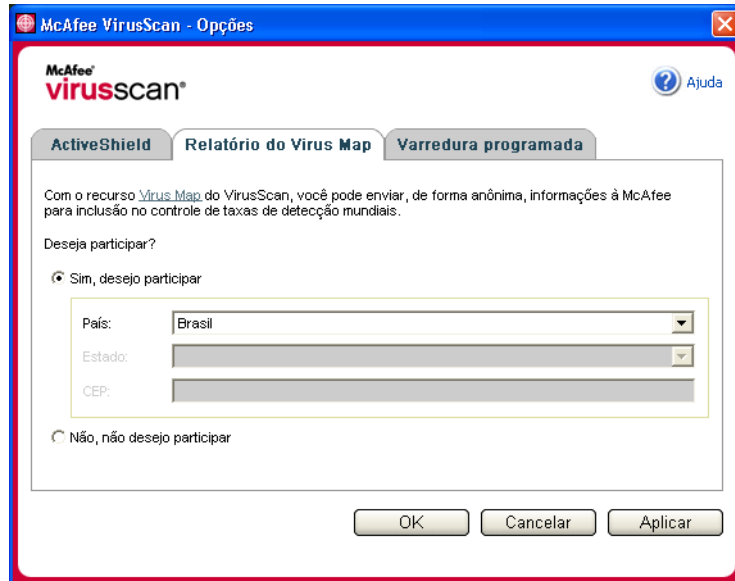 McAfee VirusScan - Opções
McAfee®
virusscan®
Ajuda
ActiveShield
Relatório do Virus Map
Varredura programada
Com o recurso Virus Map do VirusScan, você pode enviar, de forma anônima, informações à McAfee
para inclusão no controle de taxas de detecção mundiais.
Deseja participar?
Sim, desejo participar
País: Brasil
Estado:
CEP:
Não, não desejo participar
OK
Cancelar
Aplicar